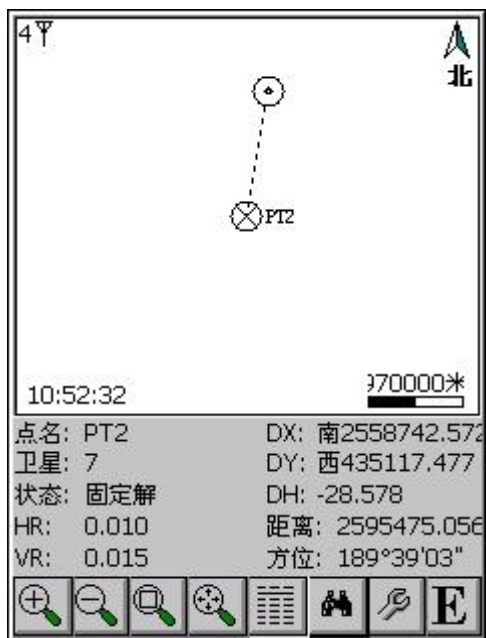 4
北
PT2
10:52:32
970000米
点名: PT2
DX: 南2558742.572
卫星: 7
DY: 西435117.477
状态: 固定解
DH: -28.578
HR: 0.010
距离: 2595475.056
VR: 0.015
方位: 189°39'03"
E